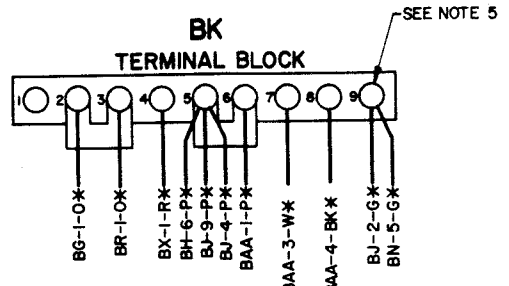 SEE NOTE 5
BK
TERMINAL BLOCK
1 2 3 4 5 6 7 8 9
BG-1-O*
BR-1-O*
BX-1-R*
BH-6-P*
BJ-9-P*
BJ-4-P*
BAA-1-P*
BAA-3-W*
AA-4-BK*
BJ-2-G*
BN-5-G*